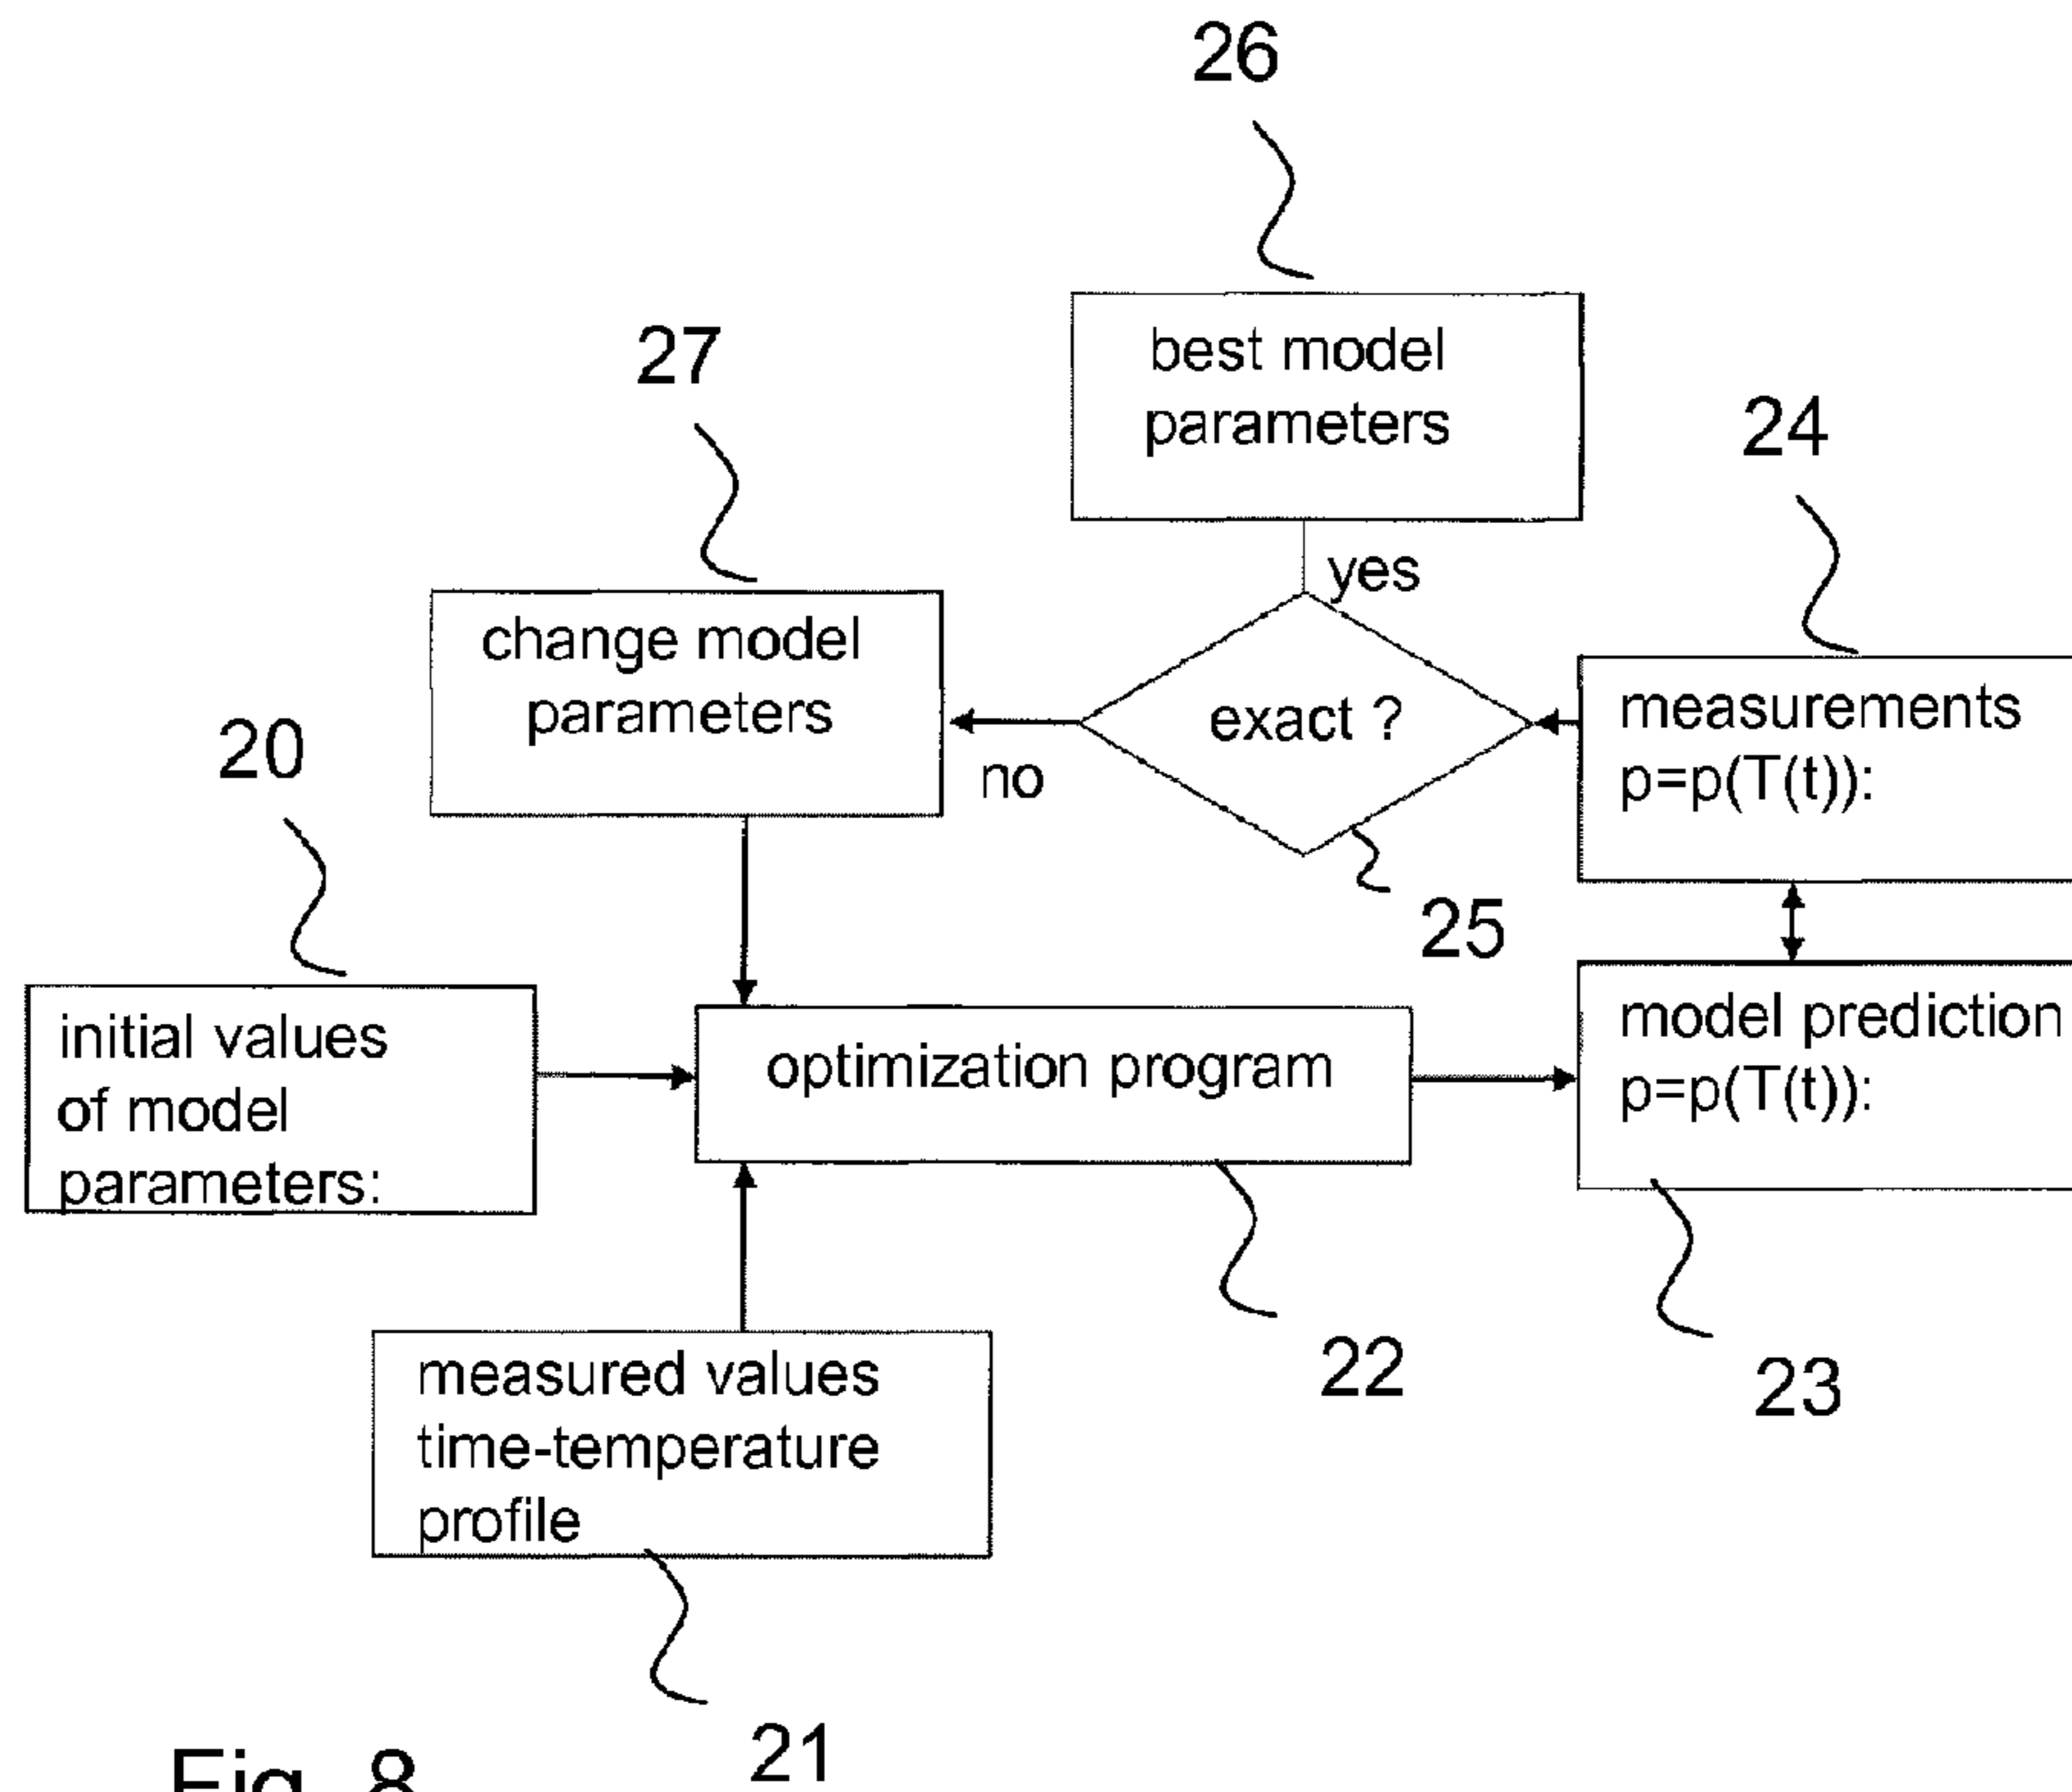 26
best model
parameters
27
24
yes
change model
parameters
exact ?
measurements
p=p(T(t)):
no
20
25
initial values
of model
parameters:
optimization program
model prediction
p=p(T(t)):
22
23
measured values
time-temperature
profile
21
Fig. 8